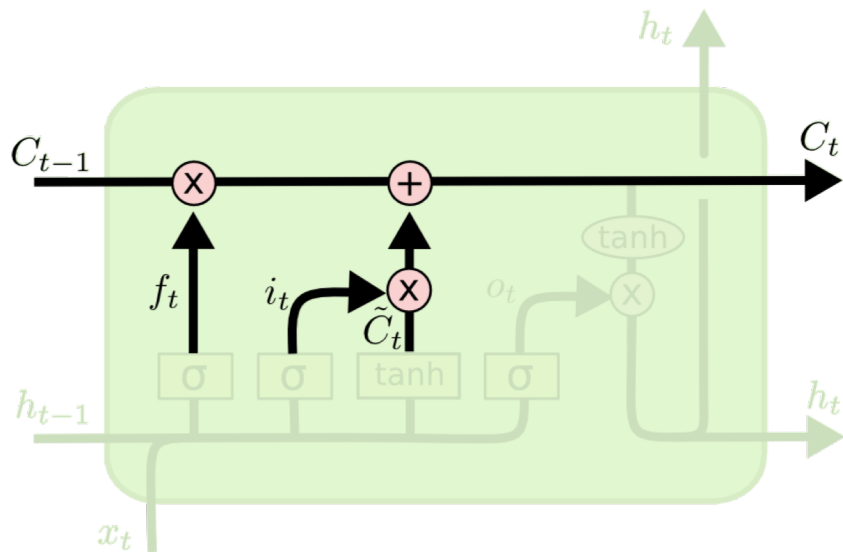 h_t
C_{t-1}
x
+
C_t
tanh
f_t
i_t
x
o_t
x
C̃_t
σ
σ
tanh
σ
h_{t-1}
h_t
x_t